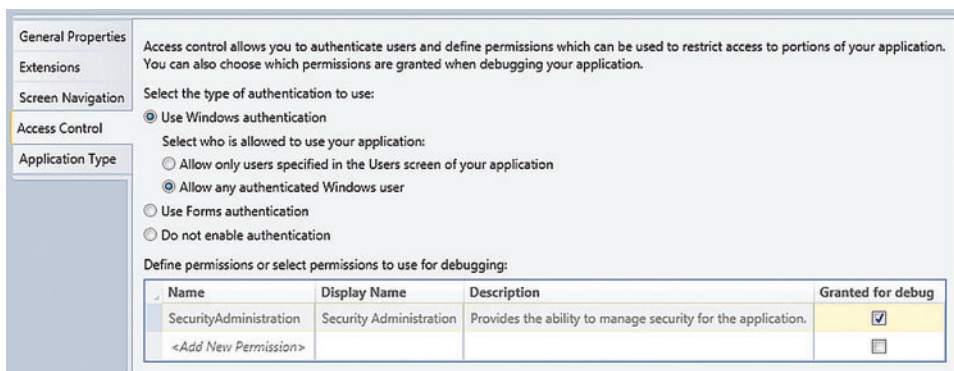 General Properties
Extensions
Screen Navigation
Access Control
Application Type
Access control allows you to authenticate users and define permissions which can be used to restrict access to portions of your application.
You can also choose which permissions are granted when debugging your application.
Select the type of authentication to use:
Use Windows authentication
Select who is allowed to use your application:
Allow only users specified in the Users screen of your application
Allow any authenticated Windows user
Use Forms authentication
Do not enable authentication
Define permissions or select permissions to use for debugging:
Name Display Name Description Granted for debug
SecurityAdministration Security Administration Provides the ability to manage security for the application.
<Add New Permission>